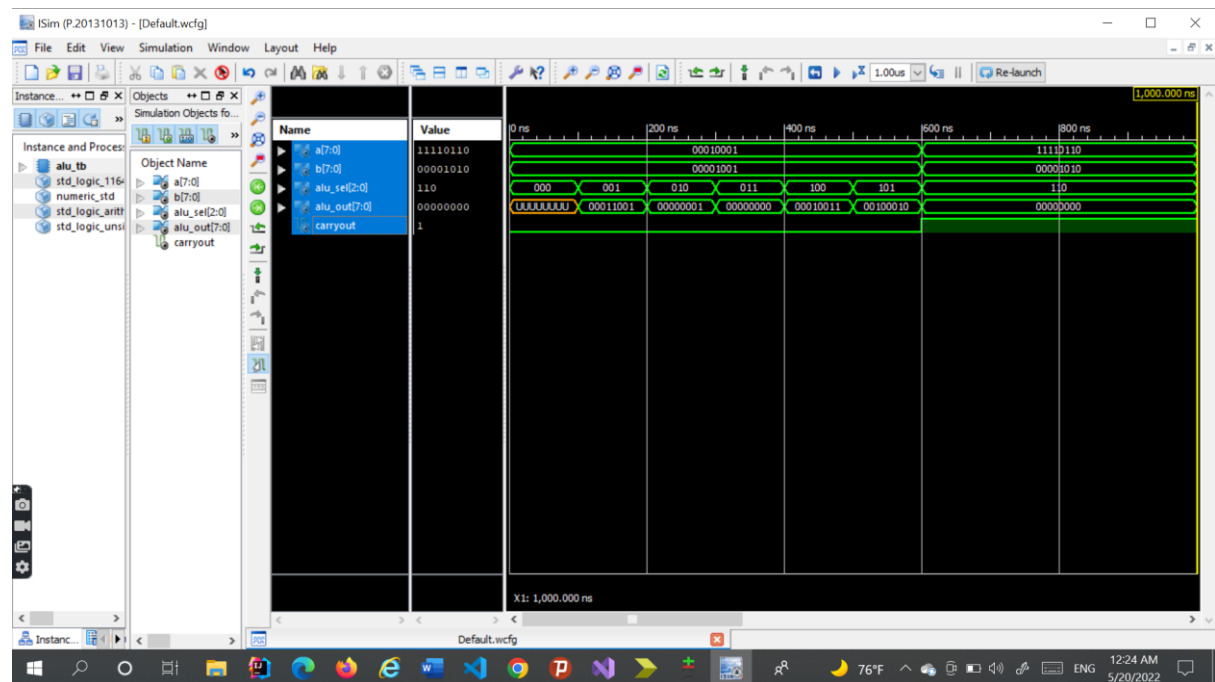 ISim (P.20131013) - [Default.wcfg]
File Edit View Simulation Window Layout Help
1.00us Re-launch
Instance... Objects
Simulation Objects fo...
Instance and Process
alu_tb
std_logic_116
numeric_std
std_logic_arith
std_logic_unsi
Object Name
a[7:0]
b[7:0]
alu_sel[2:0]
alu_out[7:0]
carryout
1,000.000 ns
Name Value 0 ns 200 ns 400 ns 600 ns 800 ns
a[7:0] 11110110 00010001 11110110
b[7:0] 00001010 00001001 00001010
alu_sel[2:0] 110 000 001 010 011 100 101 110
alu_out[7:0] 00000000 UUUUUUUU 00011001 00000001 00000000 00010011 00100010 00000000
carryout 1
X1: 1,000.000 ns
Instanc... Default.wcfg
76°F ENG 12:24 AM
5/20/2022